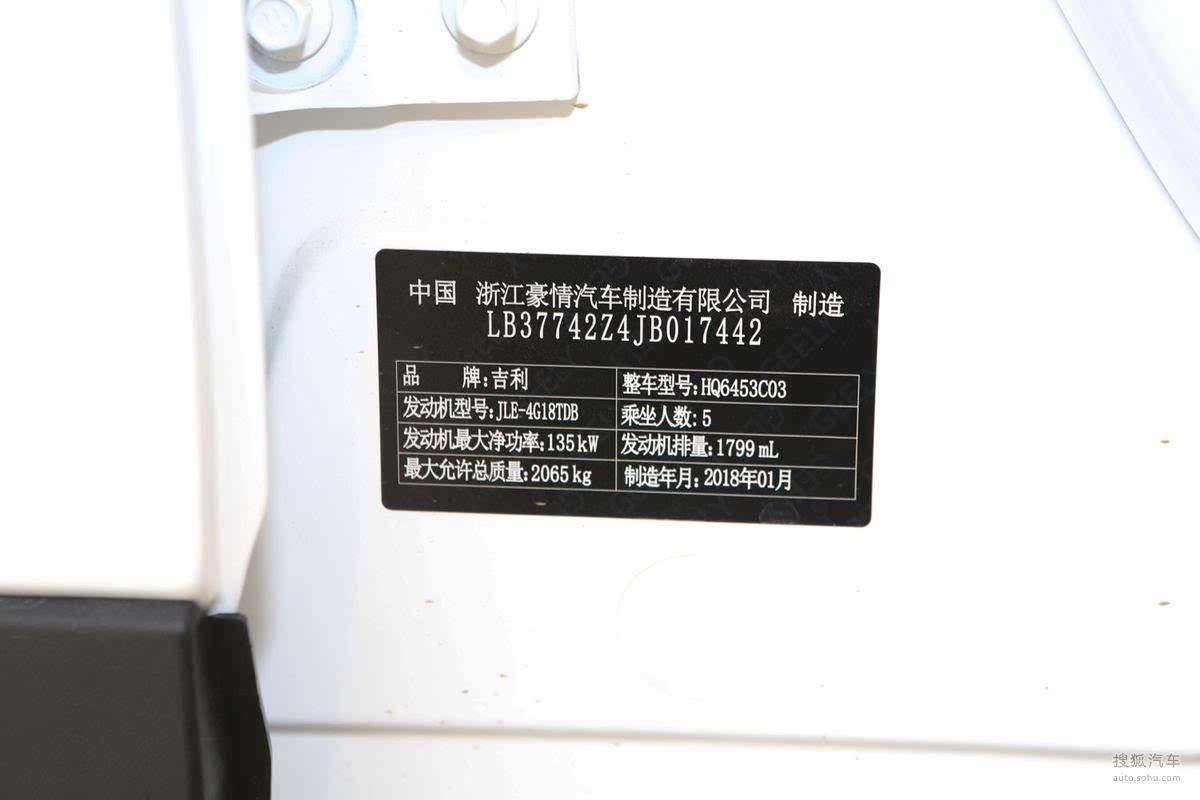 中国 浙江豪情汽车制造有限公司 制造
LB37742Z4JB017442
品 牌:吉利 整车型号:HQ6453C03
发动机型号:JLE-4G18TDB 乘坐人数:5
发动机最大净功率:135kW 发动机排量:1799mL
最大允许总质量:2065kg 制造年月:2018年01月
搜狐汽车
auto.sohu.com